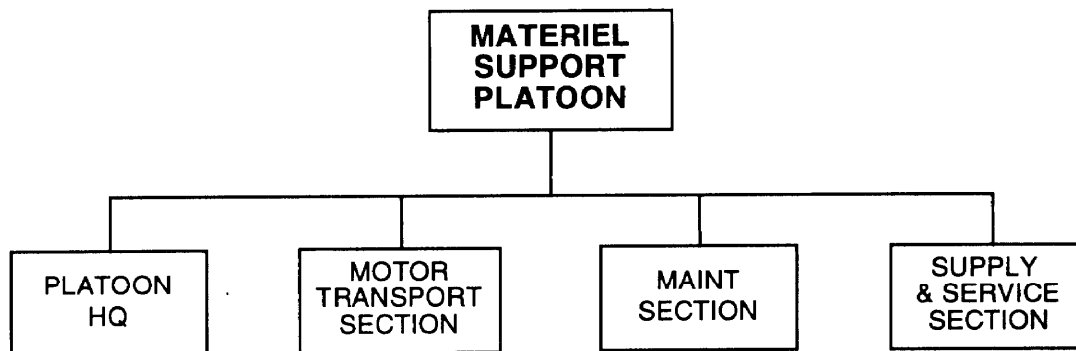 MATERIEL
SUPPORT
PLATOON
PLATOON
HQ
MOTOR
TRANSPORT
SECTION
MAINT
SECTION
SUPPLY
& SERVICE
SECTION